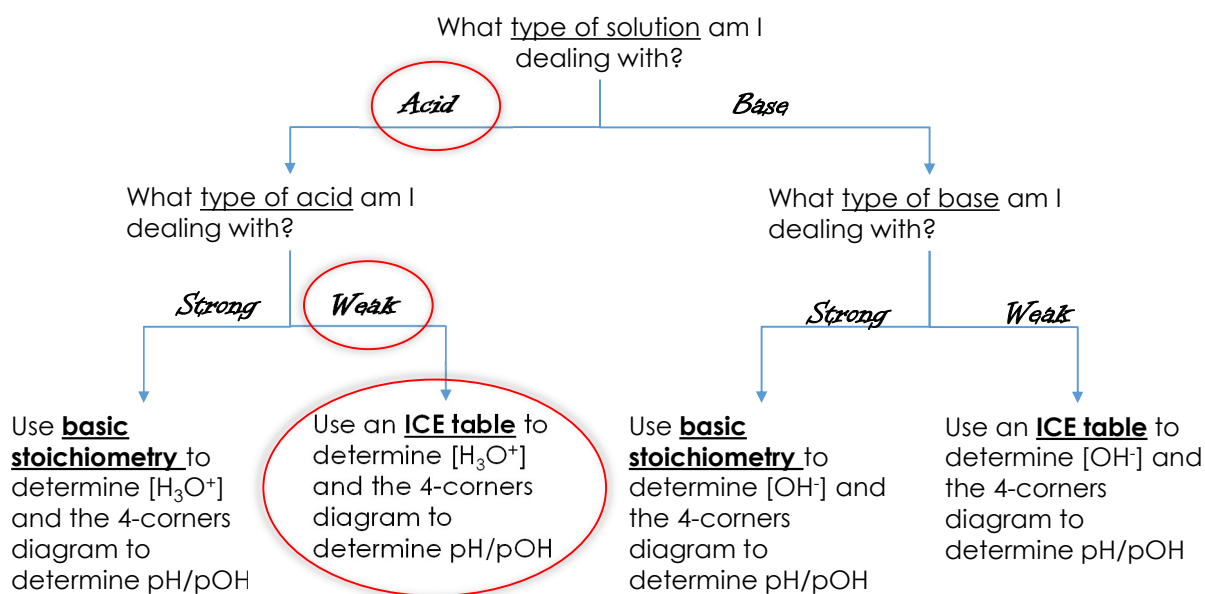 What type of solution am I
dealing with?
Acid
Base
What type of acid am I
dealing with?
What type of base am I
dealing with?
Strong
Weak
Strong
Weak
Use basic
stoichiometry to
determine [H₃O⁺]
and the 4-corners
diagram to
determine pH/pOH
Use an ICE table to
determine [H₃O⁺]
and the 4-corners
diagram to
determine pH/pOH
Use basic
stoichiometry to
determine [OH⁻] and
the 4-corners
diagram to
determine pH/pOH
Use an ICE table to
determine [OH⁻] and
the 4-corners
diagram to
determine pH/pOH